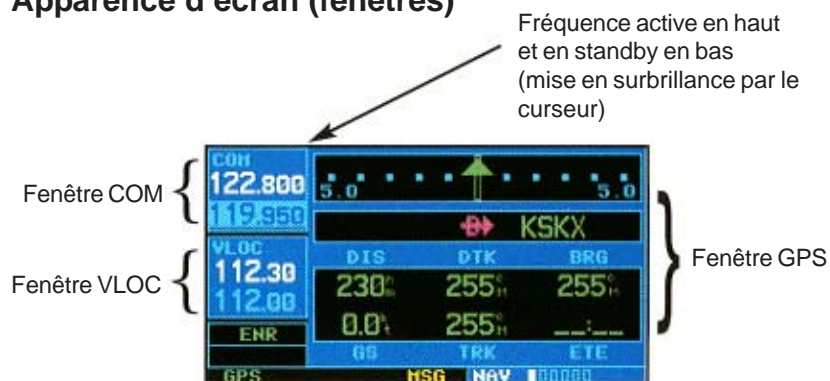 Apparence d'écran (fenêtres)
Fréquence active en haut
et en standby en bas
(mise en surbrillance par le
curseur)
Fenêtre COM
Fenêtre VLOC
Fenêtre GPS
COM
122.800
119.950
VLOC
112.30
112.00
ENR
GPS
5.0 5.0
KSKX
DIS DTK BRG
230 255 255
0.0 255 __:__
GS TRK ETE
MSG NAV